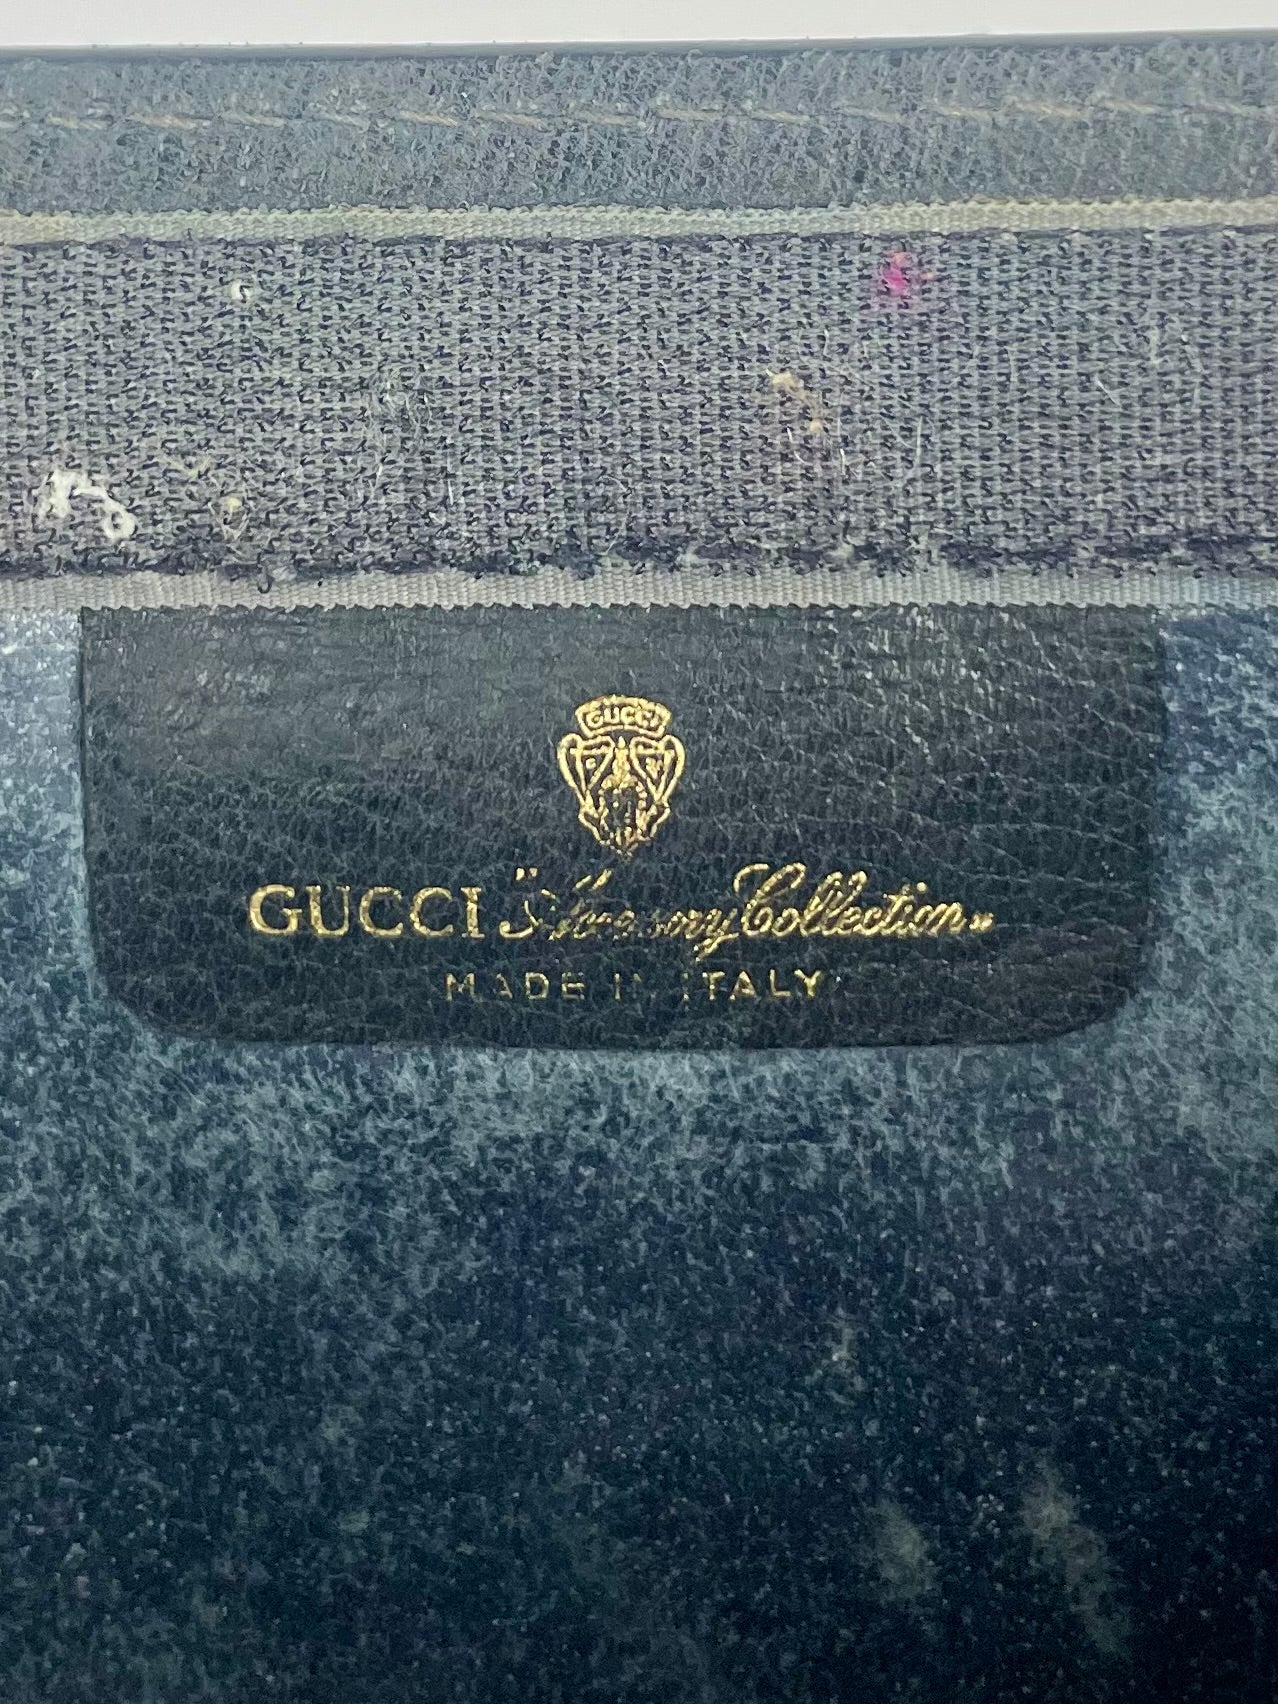 GUCCI
GUCCI "Accessory Collection"
MADE IN ITALY